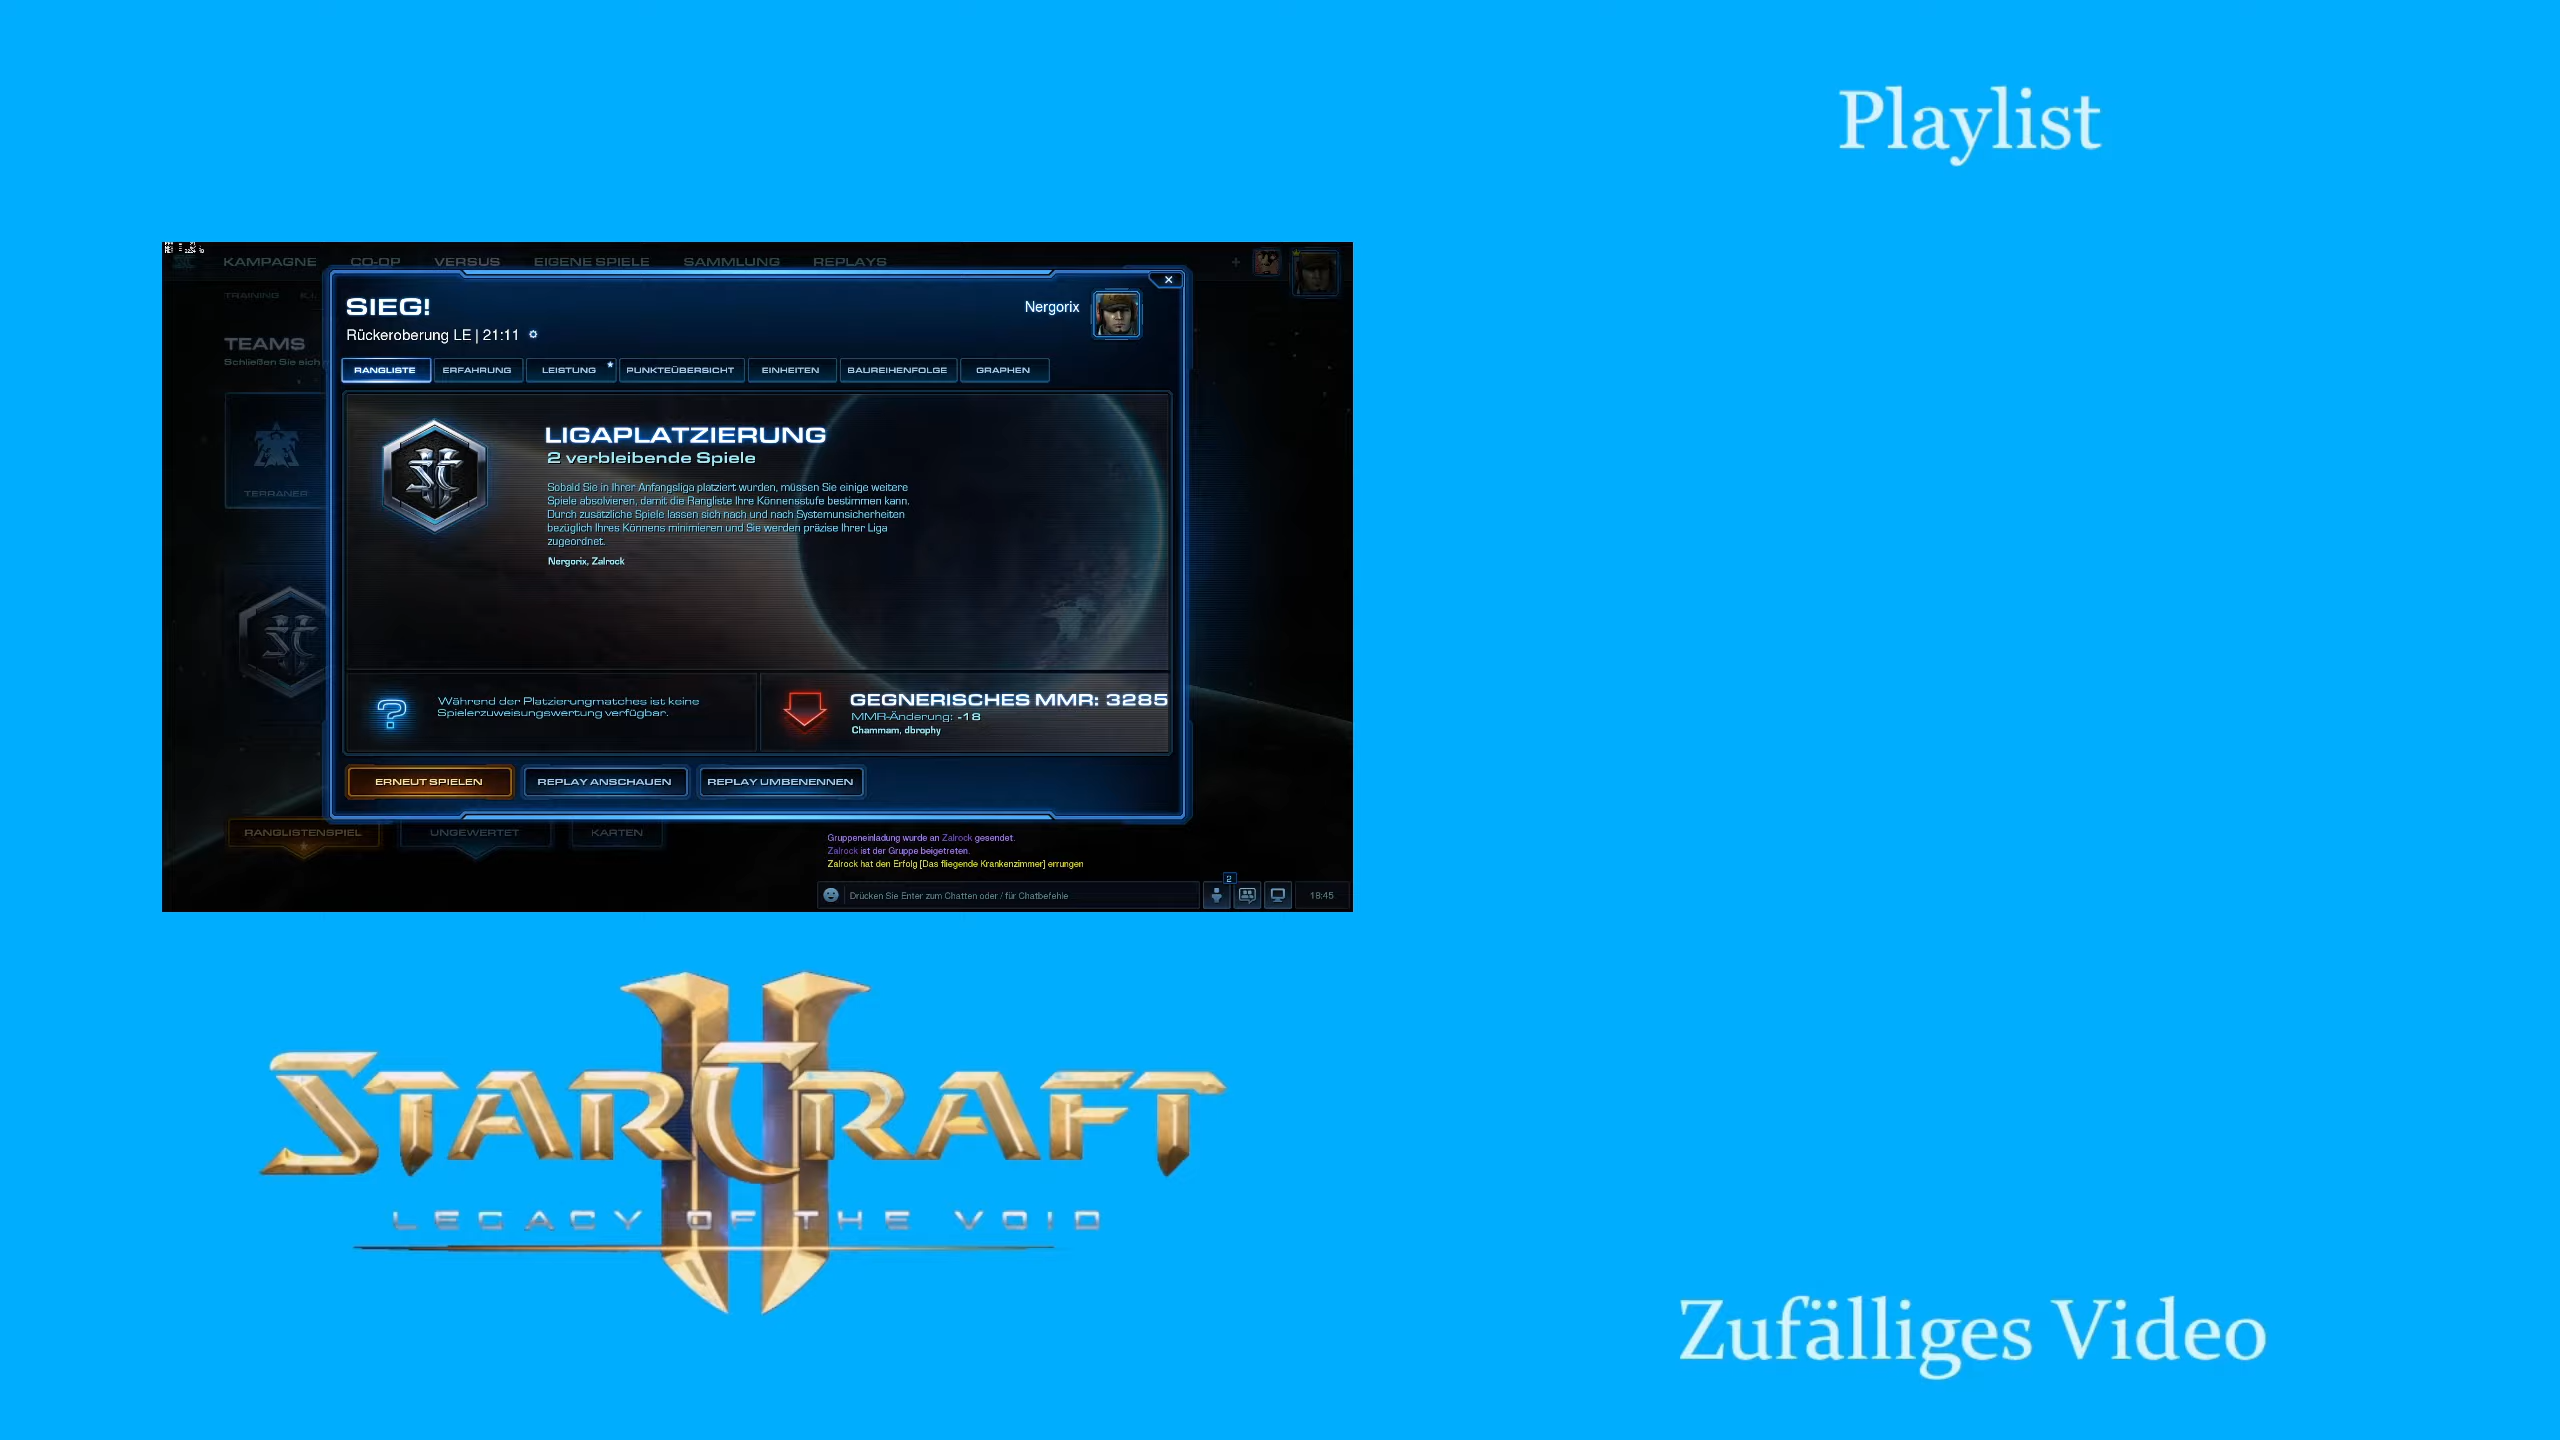 Playlist
KAMPAGNE CO-OP VERSUS EIGENE SPIELE SAMMLUNG REPLAYS
TRAINING K.I.
TEAMS
Schließen Sie sich
TERRANER
SIEG!
Nergorix
Rückeroberung LE | 21:11
RANGLISTE ERFAHRUNG LEISTUNG PUNKTEÜBERSICHT EINHEITEN BAUREIHENFOLGE GRAPHEN
LIGAPLATZIERUNG
2 verbleibende Spiele
Sobald Sie in Ihrer Anfangsliga platziert wurden, müssen Sie einige weitere
Spiele absolvieren, damit die Rangliste Ihre Könnensstufe bestimmen kann.
Durch zusätzliche Spiele lassen sich nach und nach Systemunsicherheiten
bezüglich Ihres Könnens minimieren und Sie werden präzise Ihrer Liga
zugeordnet.
Nergorix, Zalrock
Während der Platzierungmatches ist keine
Spielerzuweisungswertung verfügbar.
GEGNERISCHES MMR: 3285
MMR-Änderung: -18
Chammam, dbrophy
ERNEUT SPIELEN REPLAY ANSCHAUEN REPLAY UMBENENNEN
RANGLISTENSPIEL UNGEWERTET KARTEN
Gruppeneinladung wurde an Zalrock gesendet.
Zalrock ist der Gruppe beigetreten.
Zalrock hat den Erfolg [Das fliegende Krankenzimmer] errungen
2
Drücken Sie Enter zum Chatten oder / für Chatbefehle
18:45
STARCRAFT II
LEGACY OF THE VOID
Zufälliges Video